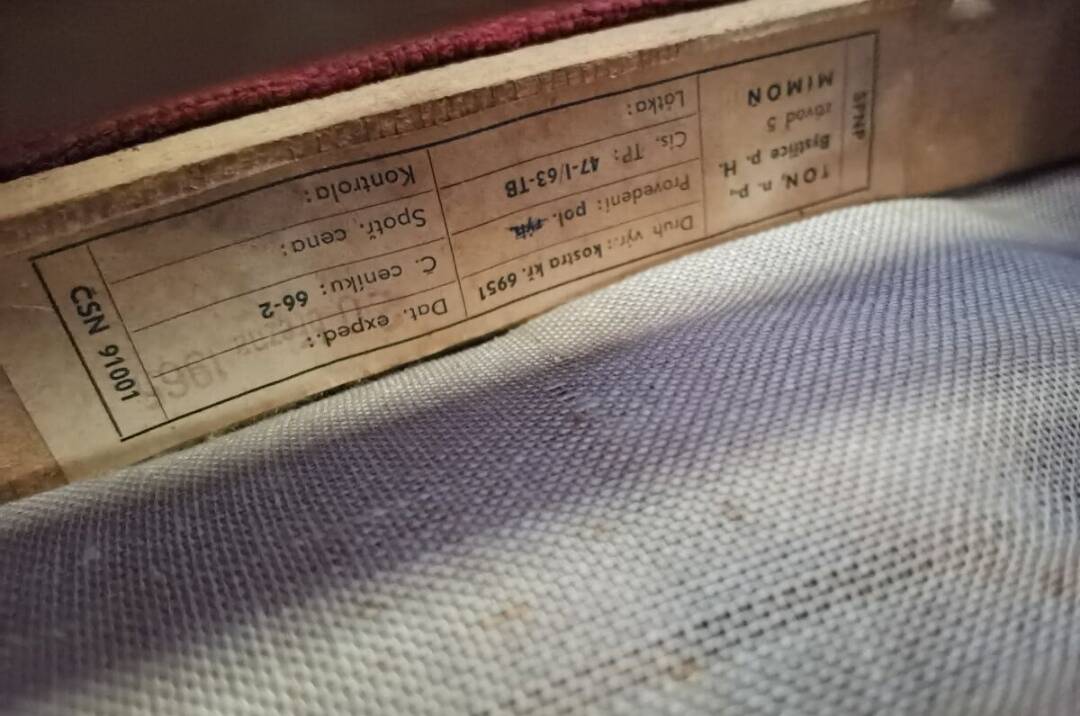 TON, n. p.,
Bystřice p. H.
závod 5
MIMOŇ
SPNP
Druh výr.: kostra kř. 6951
Provedení: pol.
Čís. TP: 47-I/63-TB
Látka:
Dat. exped.:
Č. ceníku: 66-2
Spotř. cena:
Kontrola:
ČSN 91001